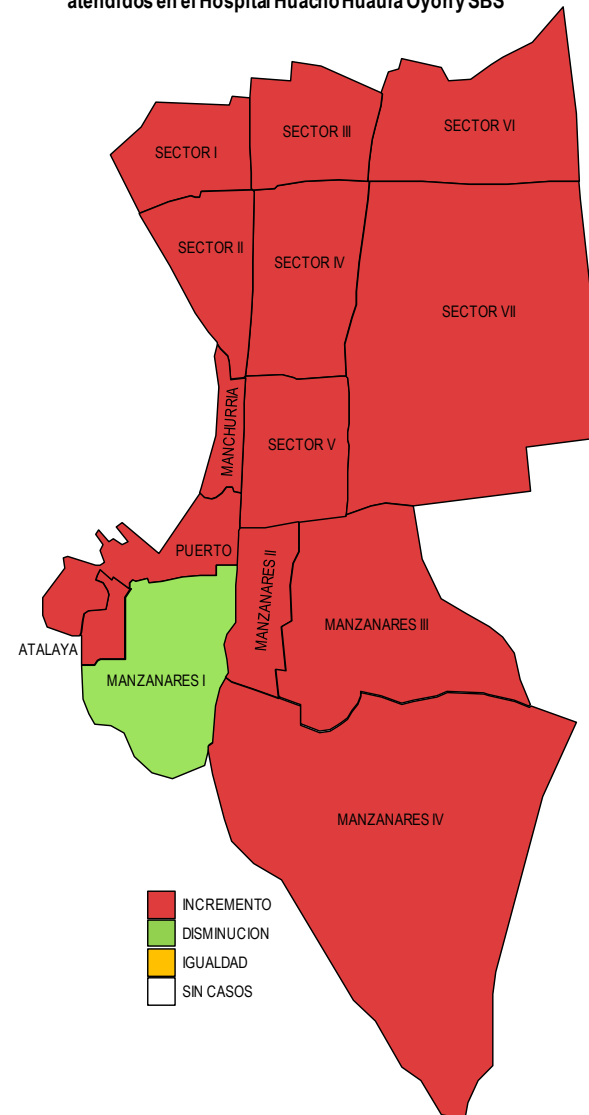 atendidos en el Hospital Huacho Huaura Oyon y SBS
SECTOR VI
SECTOR III
SECTOR I
SECTOR II
SECTOR IV
SECTOR VII
MANCHURRIA
SECTOR V
PUERTO
MANZANARES II
MANZANARES III
ATALAYA
MANZANARES I
MANZANARES IV
INCREMENTO
DISMINUCION
IGUALDAD
SIN CASOS